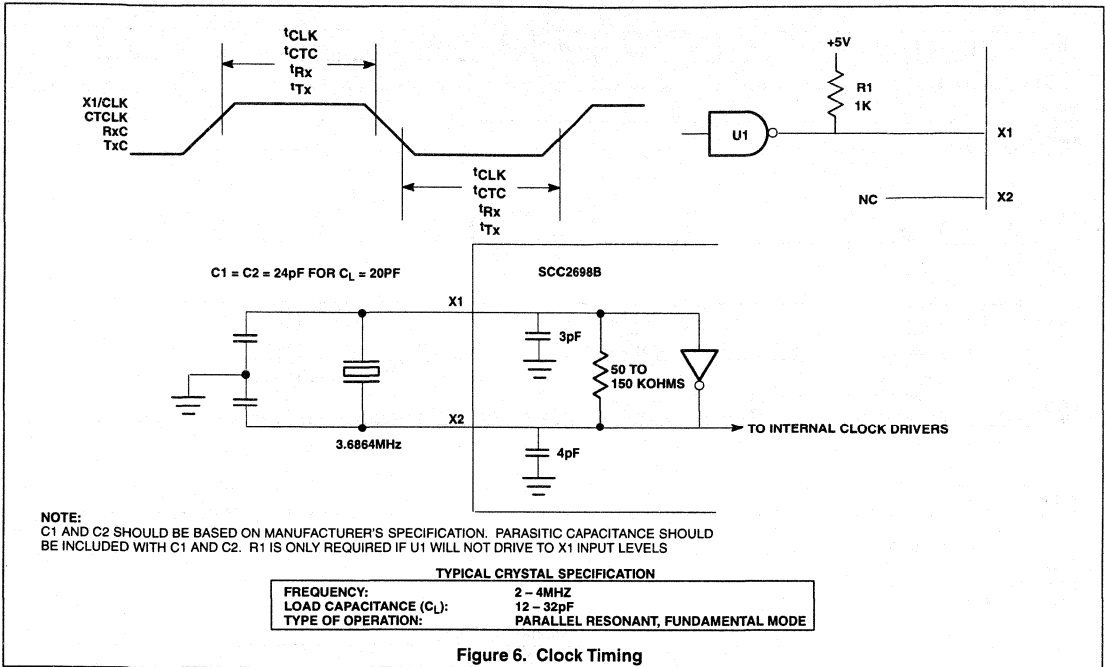 tCLK
tCTC
tRx
tTx
X1/CLK
CTCLK
RxC
TxC
tCLK
tCTC
tRx
tTx
+5V
R1
1K
U1
X1
NC
X2
C1 = C2 = 24pF FOR CL = 20PF
SCC2698B
X1
3pF
50 TO
150 KOHMS
X2
TO INTERNAL CLOCK DRIVERS
3.6864MHz
4pF
NOTE:
C1 AND C2 SHOULD BE BASED ON MANUFACTURER'S SPECIFICATION. PARASITIC CAPACITANCE SHOULD
BE INCLUDED WITH C1 AND C2. R1 IS ONLY REQUIRED IF U1 WILL NOT DRIVE TO X1 INPUT LEVELS
TYPICAL CRYSTAL SPECIFICATION
FREQUENCY: 2 – 4MHZ
LOAD CAPACITANCE (CL): 12 – 32pF
TYPE OF OPERATION: PARALLEL RESONANT, FUNDAMENTAL MODE
Figure 6. Clock Timing